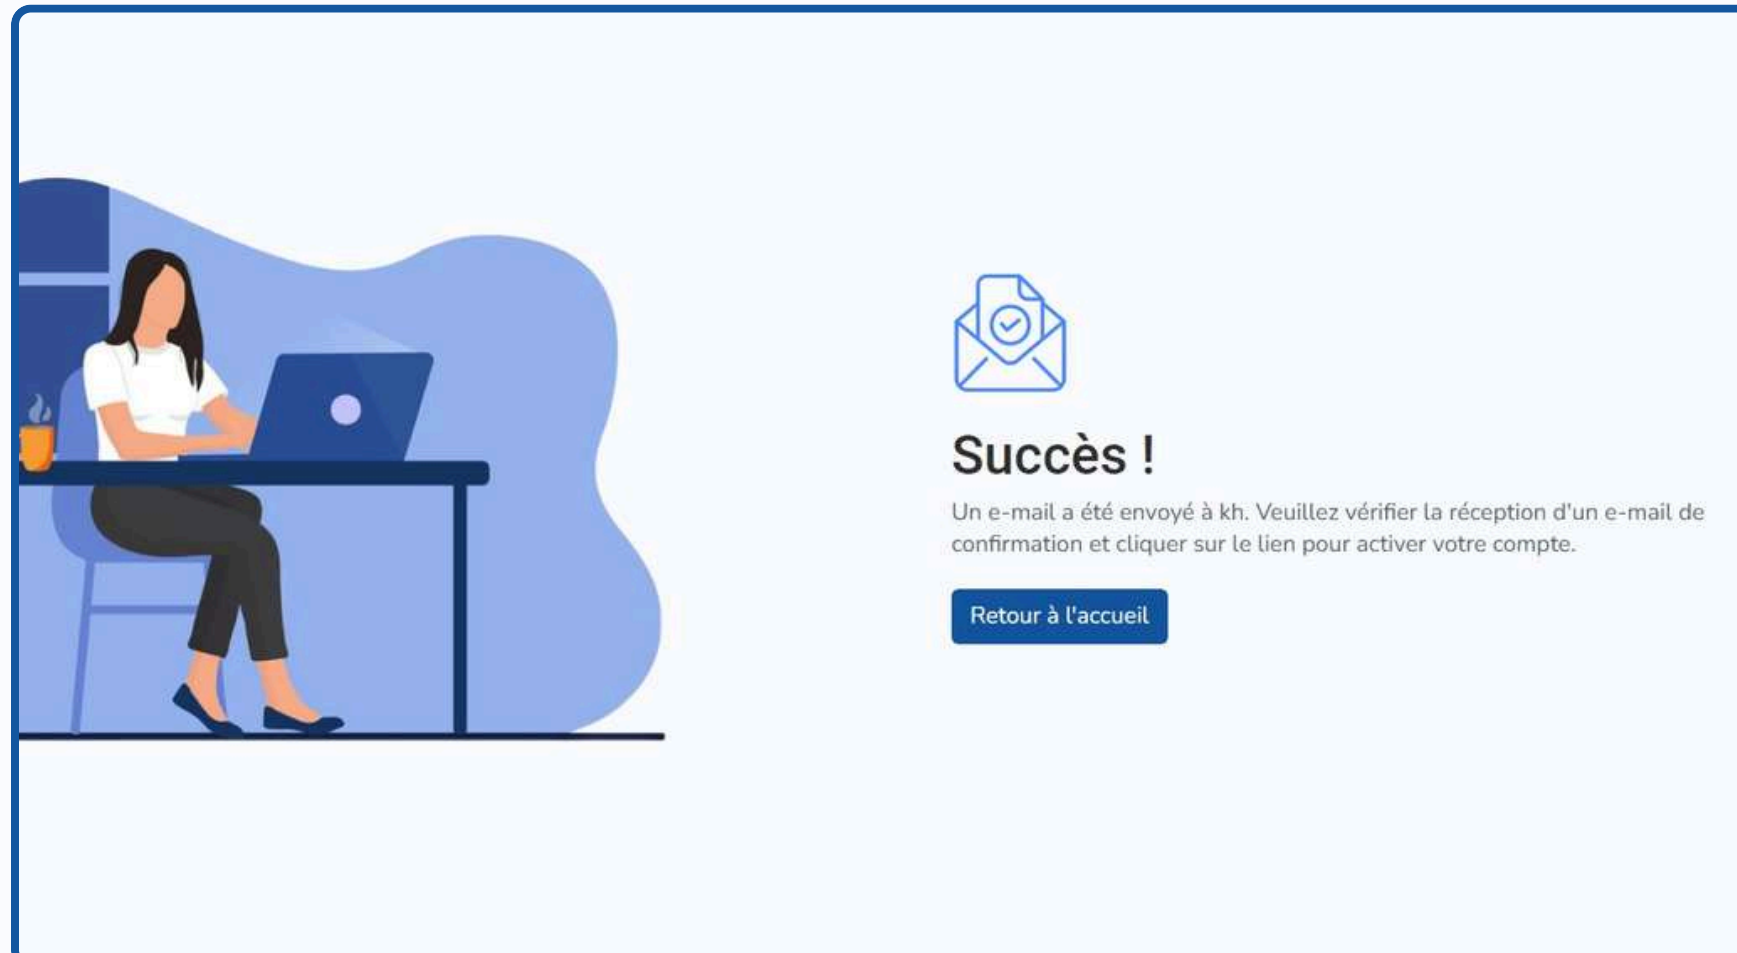 Succès !
Un e-mail a été envoyé à kh. Veuillez vérifier la réception d'un e-mail de
confirmation et cliquer sur le lien pour activer votre compte.
Retour à l'accueil